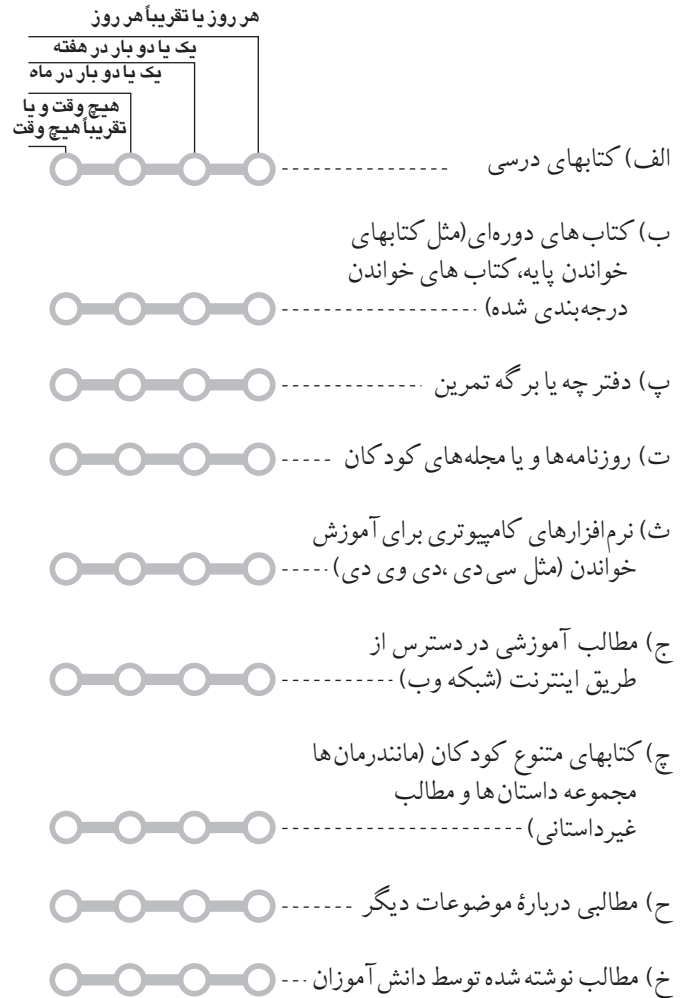 هر روز یا تقریباً هر روز
یک یا دو بار در هفته
یک یا دو بار در ماه
هیچ وقت و یا
تقریباً هیچ وقت
الف) کتابهای درسی
ب) کتاب‌های دوره‌ای(مثل کتابهای
خواندن پایه،کتاب های خواندن
درجه‌بندی شده)
پ) دفتر چه یا برگه تمرین
ت) روزنامه‌ها و یا مجله‌های کودکان
ث) نرم‌افزارهای کامپیوتری برای آموزش
خواندن (مثل سی‌دی ،دی وی دی)
ج) مطالب آموزشی در دسترس از
طریق اینترنت (شبکه وب)
چ) کتابهای متنوع کودکان (مانندرمان‌ها
مجموعه داستان‌ها و مطالب
غیرداستانی)
ح) مطالبی دربارهٔ موضوعات دیگر
خ) مطالب نوشته شده توسط دانش‌آموزان